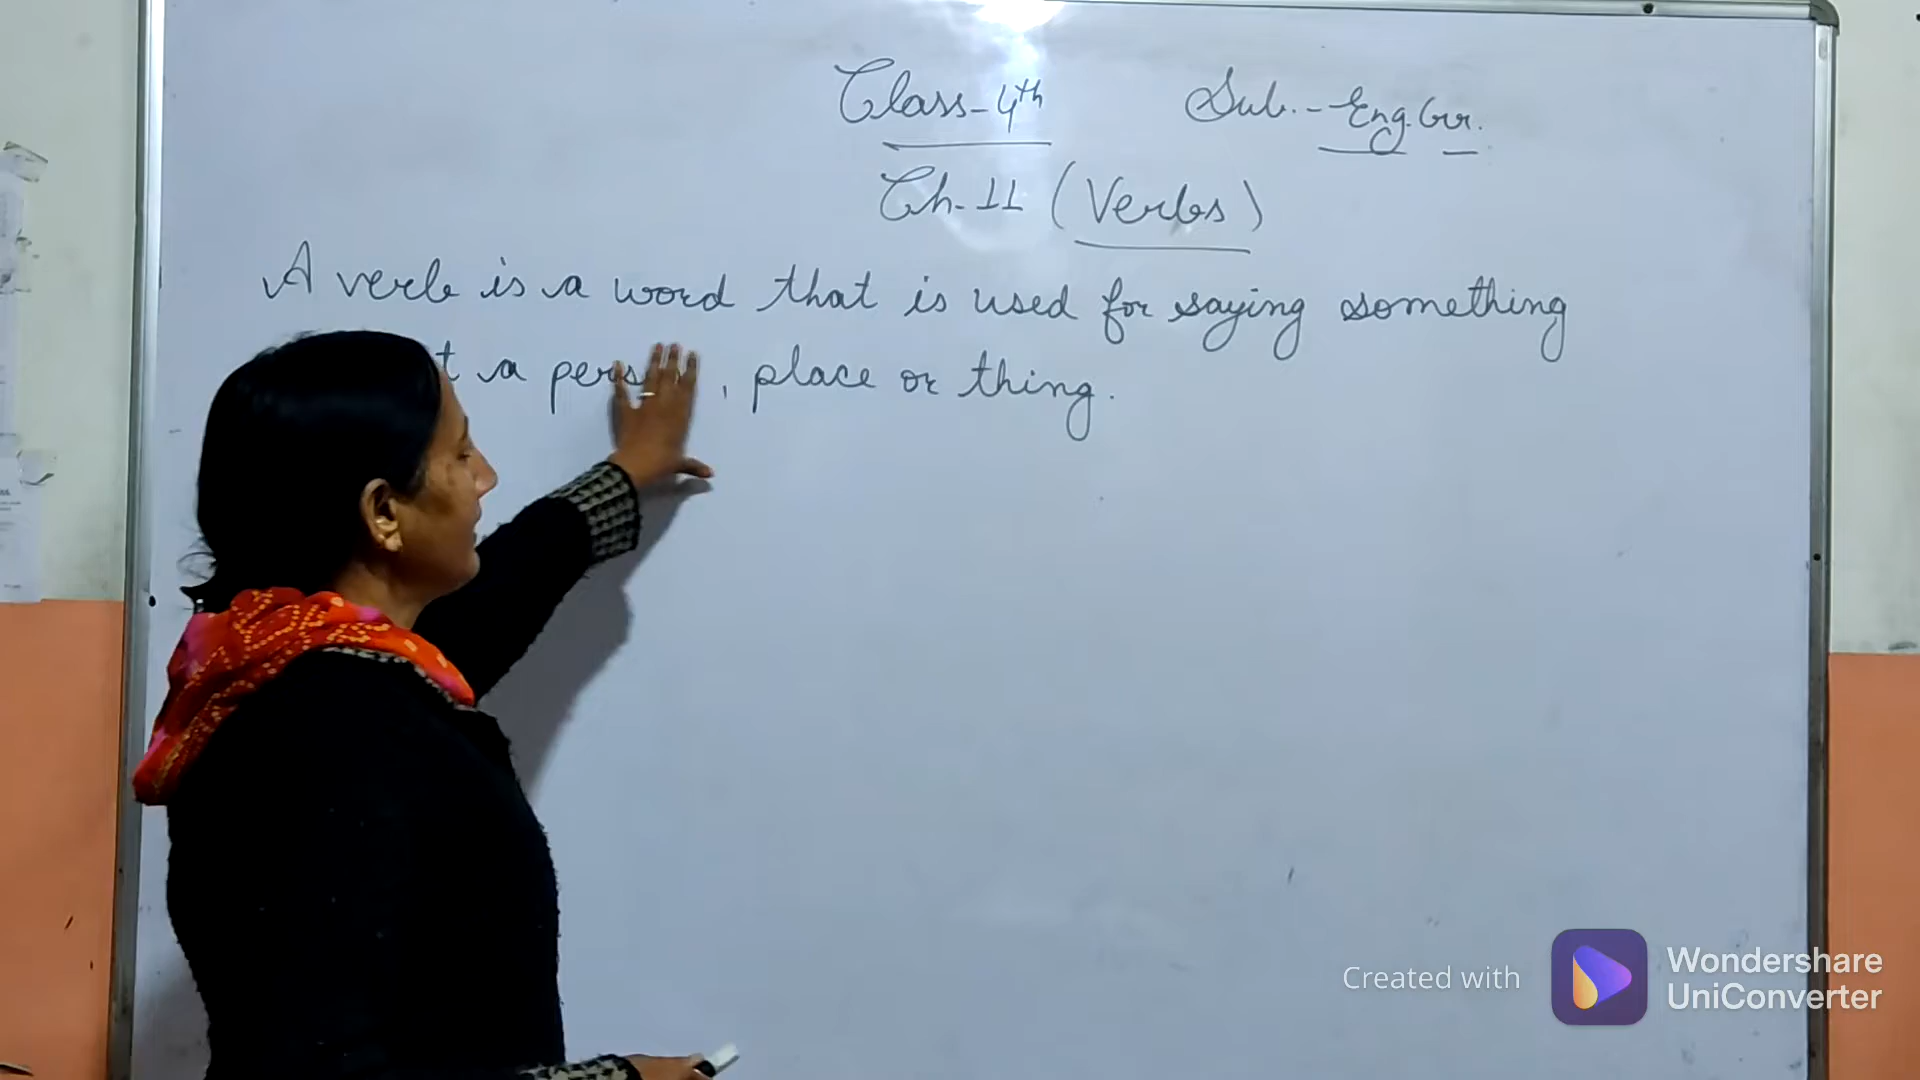 Class-4th Sub.-Eng.Gr.
Ch-11 (Verbs)
A verb is a word that is used for saying something
a , place or thing.
Created with Wondershare
UniConverter